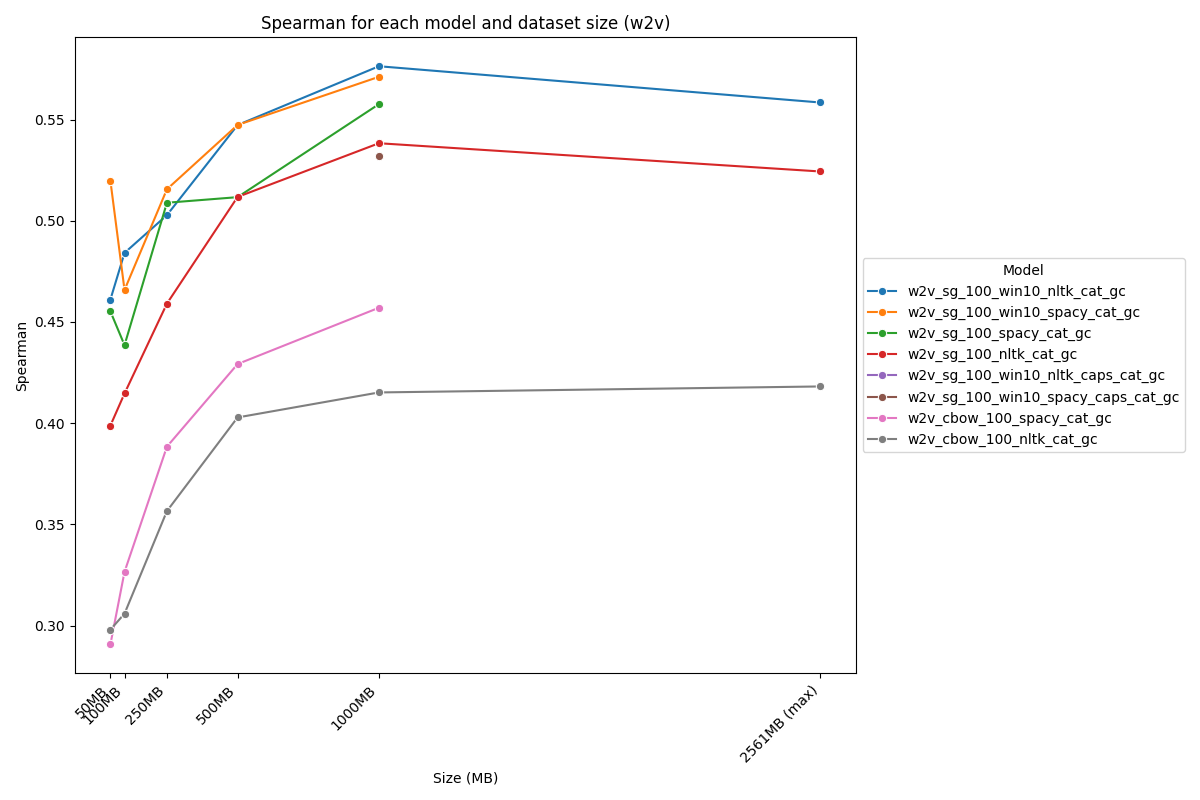 Spearman for each model and dataset size (w2v)
Spearman
0.55
0.50
0.45
0.40
0.35
0.30
50MB
100MB
250MB
500MB
1000MB
2561MB (max)
Size (MB)
Model
w2v_sg_100_win10_nltk_cat_gc
w2v_sg_100_win10_spacy_cat_gc
w2v_sg_100_spacy_cat_gc
w2v_sg_100_nltk_cat_gc
w2v_sg_100_win10_nltk_caps_cat_gc
w2v_sg_100_win10_spacy_caps_cat_gc
w2v_cbow_100_spacy_cat_gc
w2v_cbow_100_nltk_cat_gc